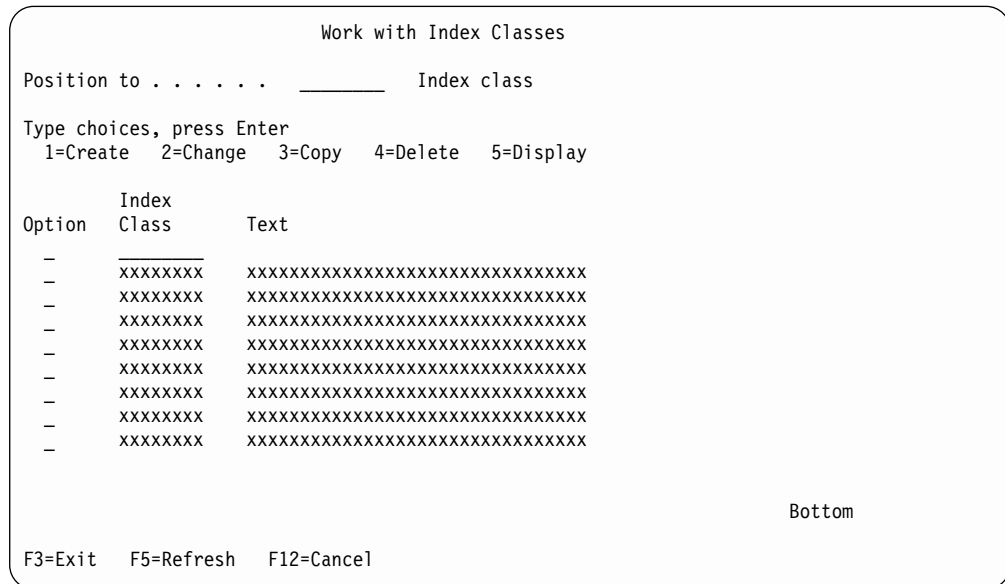 Work with Index Classes
Position to . . . . . . ________ Index class
Type choices, press Enter
1=Create 2=Change 3=Copy 4=Delete 5=Display
Index
Option Class Text
_ ________
_ xxxxxxxx xxxxxxxxxxxxxxxxxxxxxxxxxxxxxxxx
_ xxxxxxxx xxxxxxxxxxxxxxxxxxxxxxxxxxxxxxxx
_ xxxxxxxx xxxxxxxxxxxxxxxxxxxxxxxxxxxxxxxx
_ xxxxxxxx xxxxxxxxxxxxxxxxxxxxxxxxxxxxxxxx
_ xxxxxxxx xxxxxxxxxxxxxxxxxxxxxxxxxxxxxxxx
_ xxxxxxxx xxxxxxxxxxxxxxxxxxxxxxxxxxxxxxxx
_ xxxxxxxx xxxxxxxxxxxxxxxxxxxxxxxxxxxxxxxx
_ xxxxxxxx xxxxxxxxxxxxxxxxxxxxxxxxxxxxxxxx
Bottom
F3=Exit F5=Refresh F12=Cancel